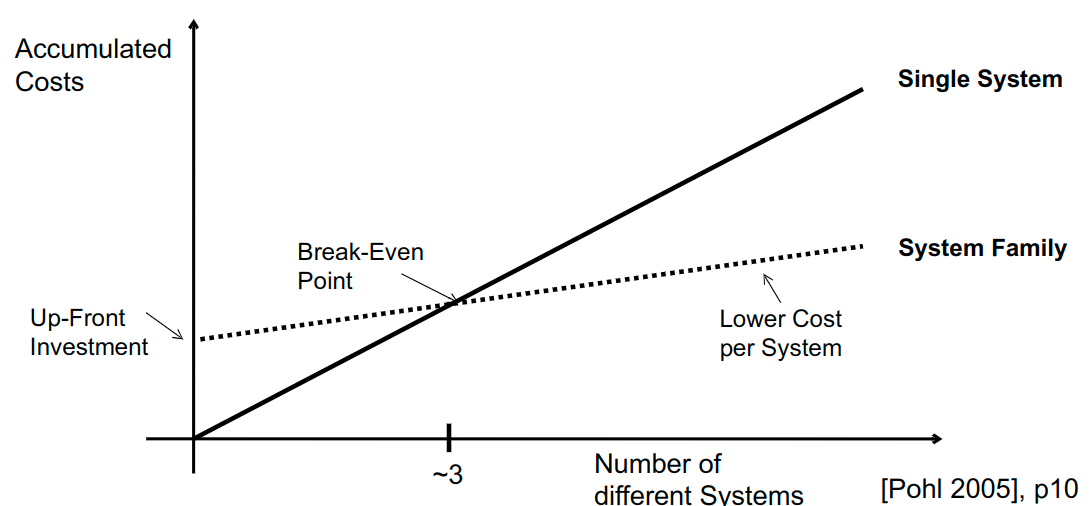 Accumulated
Costs
Single System
System Family
Break-Even
Point
Up-Front
Investment
Lower Cost
per System
~3
Number of
different Systems
[Pohl 2005], p10